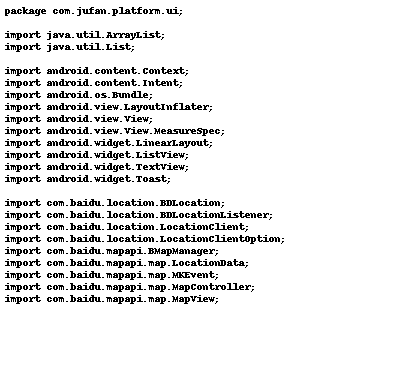 package com.jufan.platform.ui;
import java.util.ArrayList;
import java.util.List;
import android.content.Context;
import android.content.Intent;
import android.os.Bundle;
import android.view.LayoutInflater;
import android.view.View;
import android.view.View.MeasureSpec;
import android.widget.LinearLayout;
import android.widget.ListView;
import android.widget.TextView;
import android.widget.Toast;
import com.baidu.location.BDLocation;
import com.baidu.location.BDLocationListener;
import com.baidu.location.LocationClient;
import com.baidu.location.LocationClientOption;
import com.baidu.mapapi.BMapManager;
import com.baidu.mapapi.map.LocationData;
import com.baidu.mapapi.map.MKEvent;
import com.baidu.mapapi.map.MapController;
import com.baidu.mapapi.map.MapView;